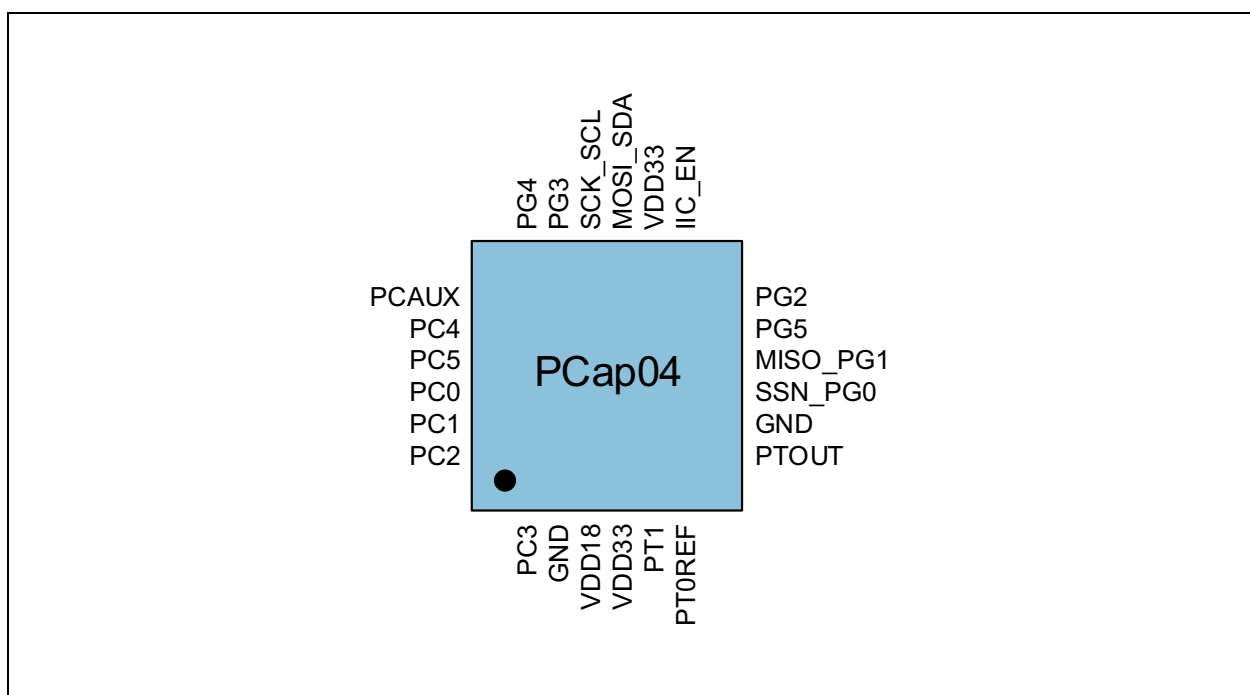 PG4
PG3
SCK_SCL
MOSI_SDA
VDD33
IIC_EN
PCAUX
PC4
PC5
PC0
PC1
PC2
PCap04
PG2
PG5
MISO_PG1
SSN_PG0
GND
PTOUT
PC3
GND
VDD18
VDD33
PT1
PT0REF